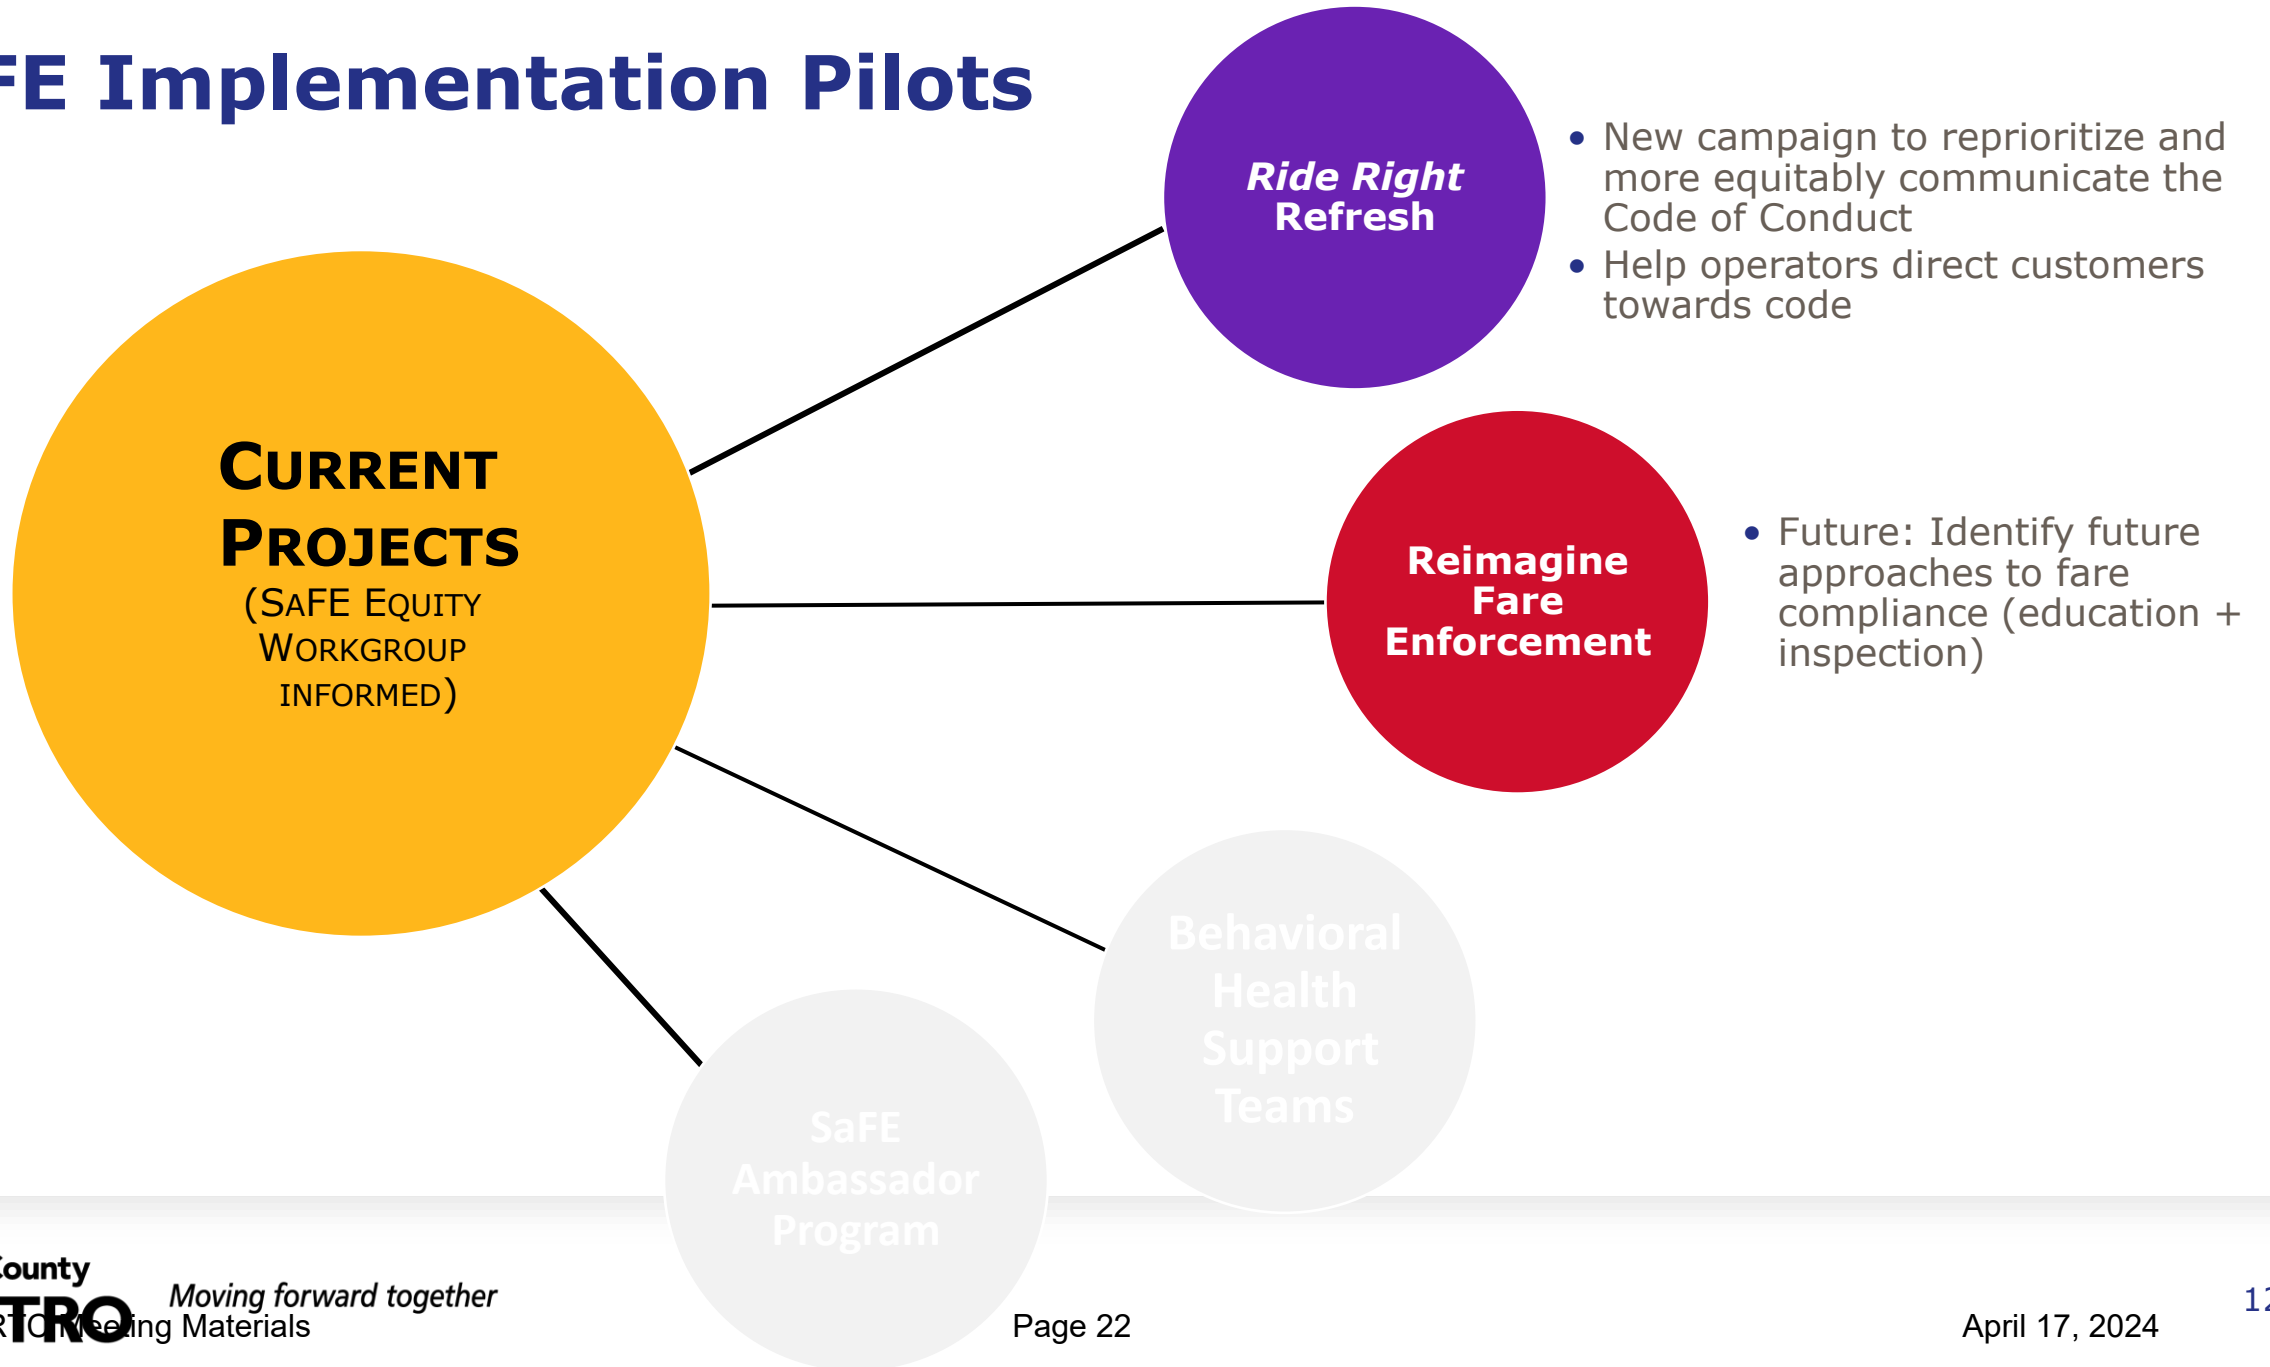 FE Implementation Pilots
Ride Right
Refresh
• New campaign to reprioritize and
more equitably communicate the
Code of Conduct
• Help operators direct customers
towards code
CURRENT
PROJECTS
(SAFE EQUITY
WORKGROUP
INFORMED)
Reimagine
Fare
Enforcement
• Future: Identify future
approaches to fare
compliance (education +
inspection)
Behavioral
Health
Support
Teams
SaFE
Ambassador
Program
County
TRO
Moving forward together
RTC Meeting Materials
Page 22
April 17, 2024
12